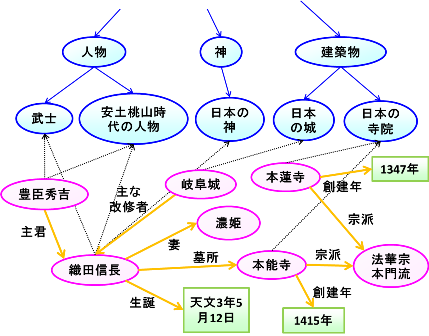 人物
神
建築物
武士
安土桃山時
代の人物
日本の
神
日本
の城
日本の
寺院
豊臣秀吉
主な
改修者
岐阜城
本蓮寺
1347年
創建年
主君
濃姫
宗派
妻
織田信長
墓所
本能寺
宗派
法華宗
本門流
生誕
天文3年5
月12日
創建年
1415年